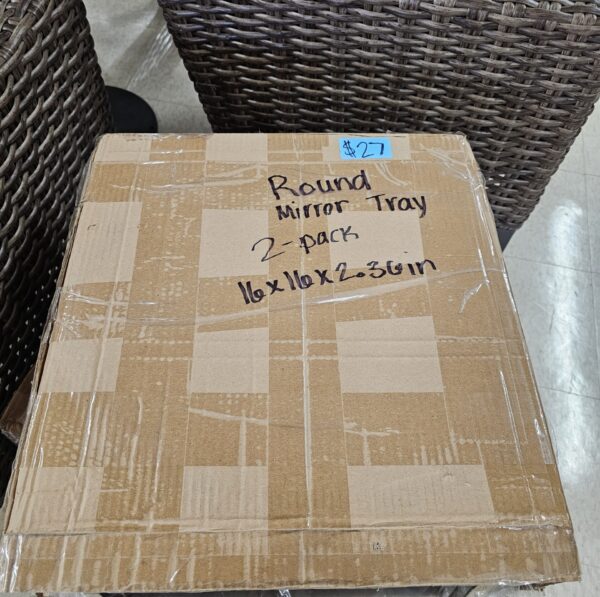 $27
Round
Mirror Tray
2-pack
16x16x2.36in